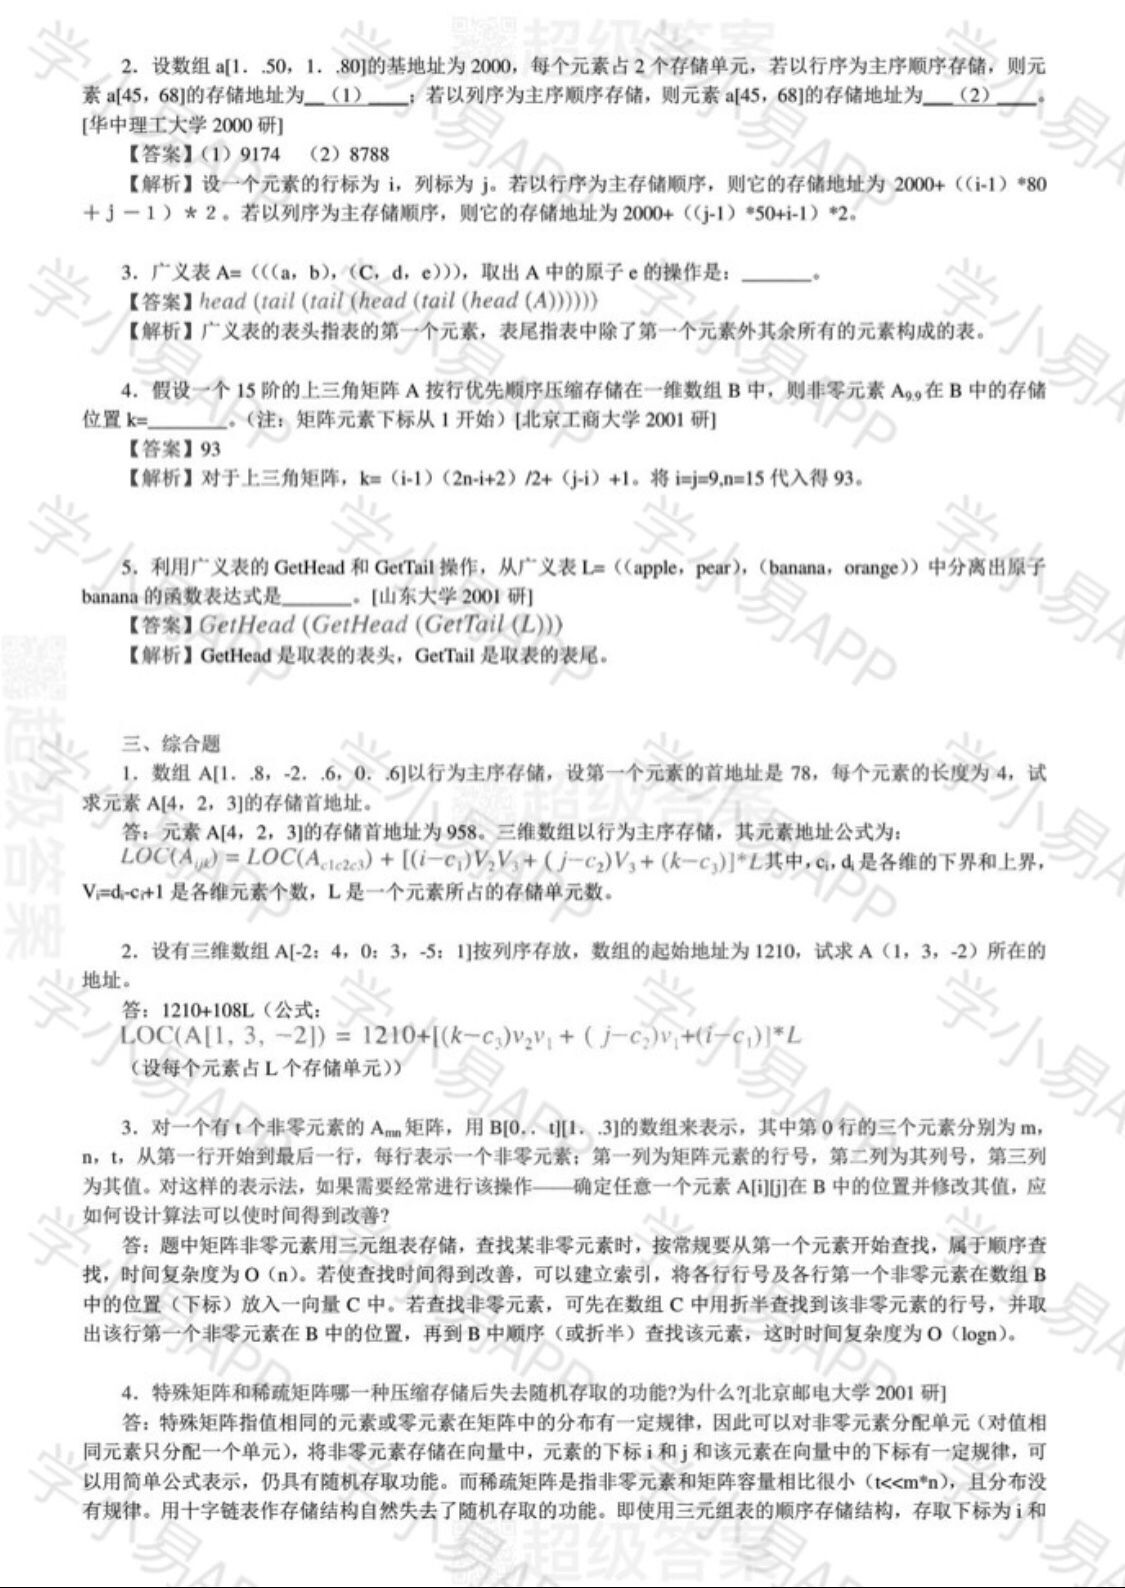 2．设数组 a[1．.50，1．.80]的基地址为 2000，每个元素占 2 个存储单元，若以行序为主序顺序存储，则元
素 a[45，68]的存储地址为__（1）____；若以列序为主序顺序存储，则元素 a[45，68]的存储地址为___（2）____。
[华中理工大学 2000 研]
【答案】（1）9174 （2）8788
【解析】设一个元素的行标为 i，列标为 j。若以行序为主存储顺序，则它的存储地址为 2000+（(i-1）*80
＋ｊ－１）＊２。若以列序为主存储顺序，则它的存储地址为 2000+（(j-1）*50+i-1）*2。
3．广义表 A=（(（a，b），（C，d，e))），取出 A 中的原子 e 的操作是：_______。
【答案】head (tail (tail (head (tail (head (A))))))
【解析】广义表的表头指表的第一个元素，表尾指表中除了第一个元素外其余所有的元素构成的表。
4．假设一个 15 阶的上三角矩阵 A 按行优先顺序压缩存储在一维数组 B 中，则非零元素 A9,9在 B 中的存储
位置 k=________。（注：矩阵元素下标从 1 开始）[北京工商大学 2001 研]
【答案】93
【解析】对于上三角矩阵，k=（i-1）（2n-i+2）/2+（j-i）+1。将 i=j=9,n=15 代入得 93。
5．利用广义表的 GetHead 和 GetTail 操作，从广义表 L=（(apple，pear)，（banana，orange)）中分离出原子
banana 的函数表达式是_______。[山东大学 2001 研]
【答案】GetHead (GetHead (GetTail (L)))
【解析】GetHead 是取表的表头，GetTail 是取表的表尾。
三、综合题
1．数组 A[1．.8，-2．.6，0．.6]以行为主序存储，设第一个元素的首地址是 78，每个元素的长度为 4，试
求元素 A[4，2，3]的存储首地址。
答：元素 A[4，2，3]的存储首地址为 958。三维数组以行为主序存储，其元素地址公式为：
LOC(Aijk) = LOC(Ac1c2c3) + [(i−c1)V2V3 + ( j−c2)V3 + (k−c3)]*L其中，ci，di 是各维的下界和上界，
Vi=di-ci+1 是各维元素个数，L 是一个元素所占的存储单元数。
2．设有三维数组 A[-2：4，0：3，-5：1]按列序存放，数组的起始地址为 1210，试求 A（1，3，-2）所在的
地址。
答：1210+108L（公式：
LOC(A[1, 3, −2]) = 1210+[(k−c3)v2v1 + ( j−c2)v1+(i−c1)]*L
（设每个元素占 L 个存储单元））
3．对一个有 t 个非零元素的 Amn 矩阵，用 B[0．．t][1．.3]的数组来表示，其中第 0 行的三个元素分别为 m，
n，t，从第一行开始到最后一行，每行表示一个非零元素；第一列为矩阵元素的行号，第二列为其列号，第三列
为其值。对这样的表示法，如果需要经常进行该操作——确定任意一个元素 A[i][j]在 B 中的位置并修改其值，应
如何设计算法可以使时间得到改善?
答：题中矩阵非零元素用三元组表存储，查找某非零元素时，按常规要从第一个元素开始查找，属于顺序查
找，时间复杂度为 O（n）。若使查找时间得到改善，可以建立索引，将各行行号及各行第一个非零元素在数组 B
中的位置（下标）放入一向量 C 中。若查找非零元素，可先在数组 C 中用折半查找到该非零元素的行号，并取
出该行第一个非零元素在 B 中的位置，再到 B 中顺序（或折半）查找该元素，这时时间复杂度为 O（logn）。
4．特殊矩阵和稀疏矩阵哪一种压缩存储后失去随机存取的功能?为什么?[北京邮电大学 2001 研]
答：特殊矩阵指值相同的元素或零元素在矩阵中的分布有一定规律，因此可以对非零元素分配单元（对值相
同元素只分配一个单元），将非零元素存储在向量中，元素的下标 i 和 j 和该元素在向量中的下标有一定规律，可
以用简单公式表示，仍具有随机存取功能。而稀疏矩阵是指非零元素和矩阵容量相比很小（t<<m*n），且分布没
有规律。用十字链表作存储结构自然失去了随机存取的功能。即使用三元组表的顺序存储结构，存取下标为 i 和
学小易APP
超级答案